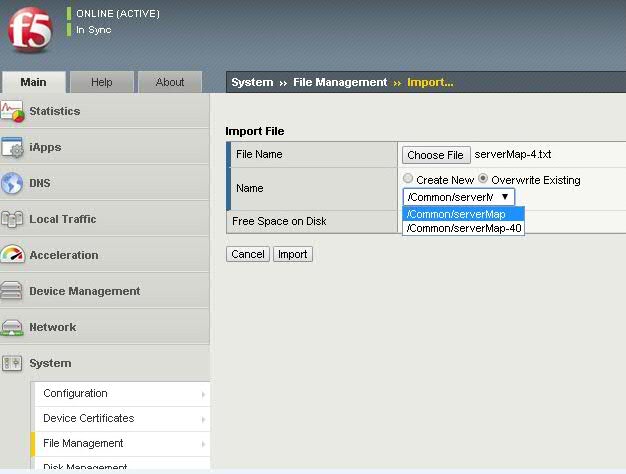 f5
ONLINE (ACTIVE)
In Sync
Main
Help
About
System » File Management » Import...
Statistics
iApps
DNS
Local Traffic
Acceleration
Device Management
Network
System
Configuration
Device Certificates
File Management
Disk Management
Import File
File Name
Choose File serverMap-4.txt
Name
Create New Overwrite Existing
/Common/serverM
/Common/serverMap
/Common/serverMap-40
Free Space on Disk
Cancel Import